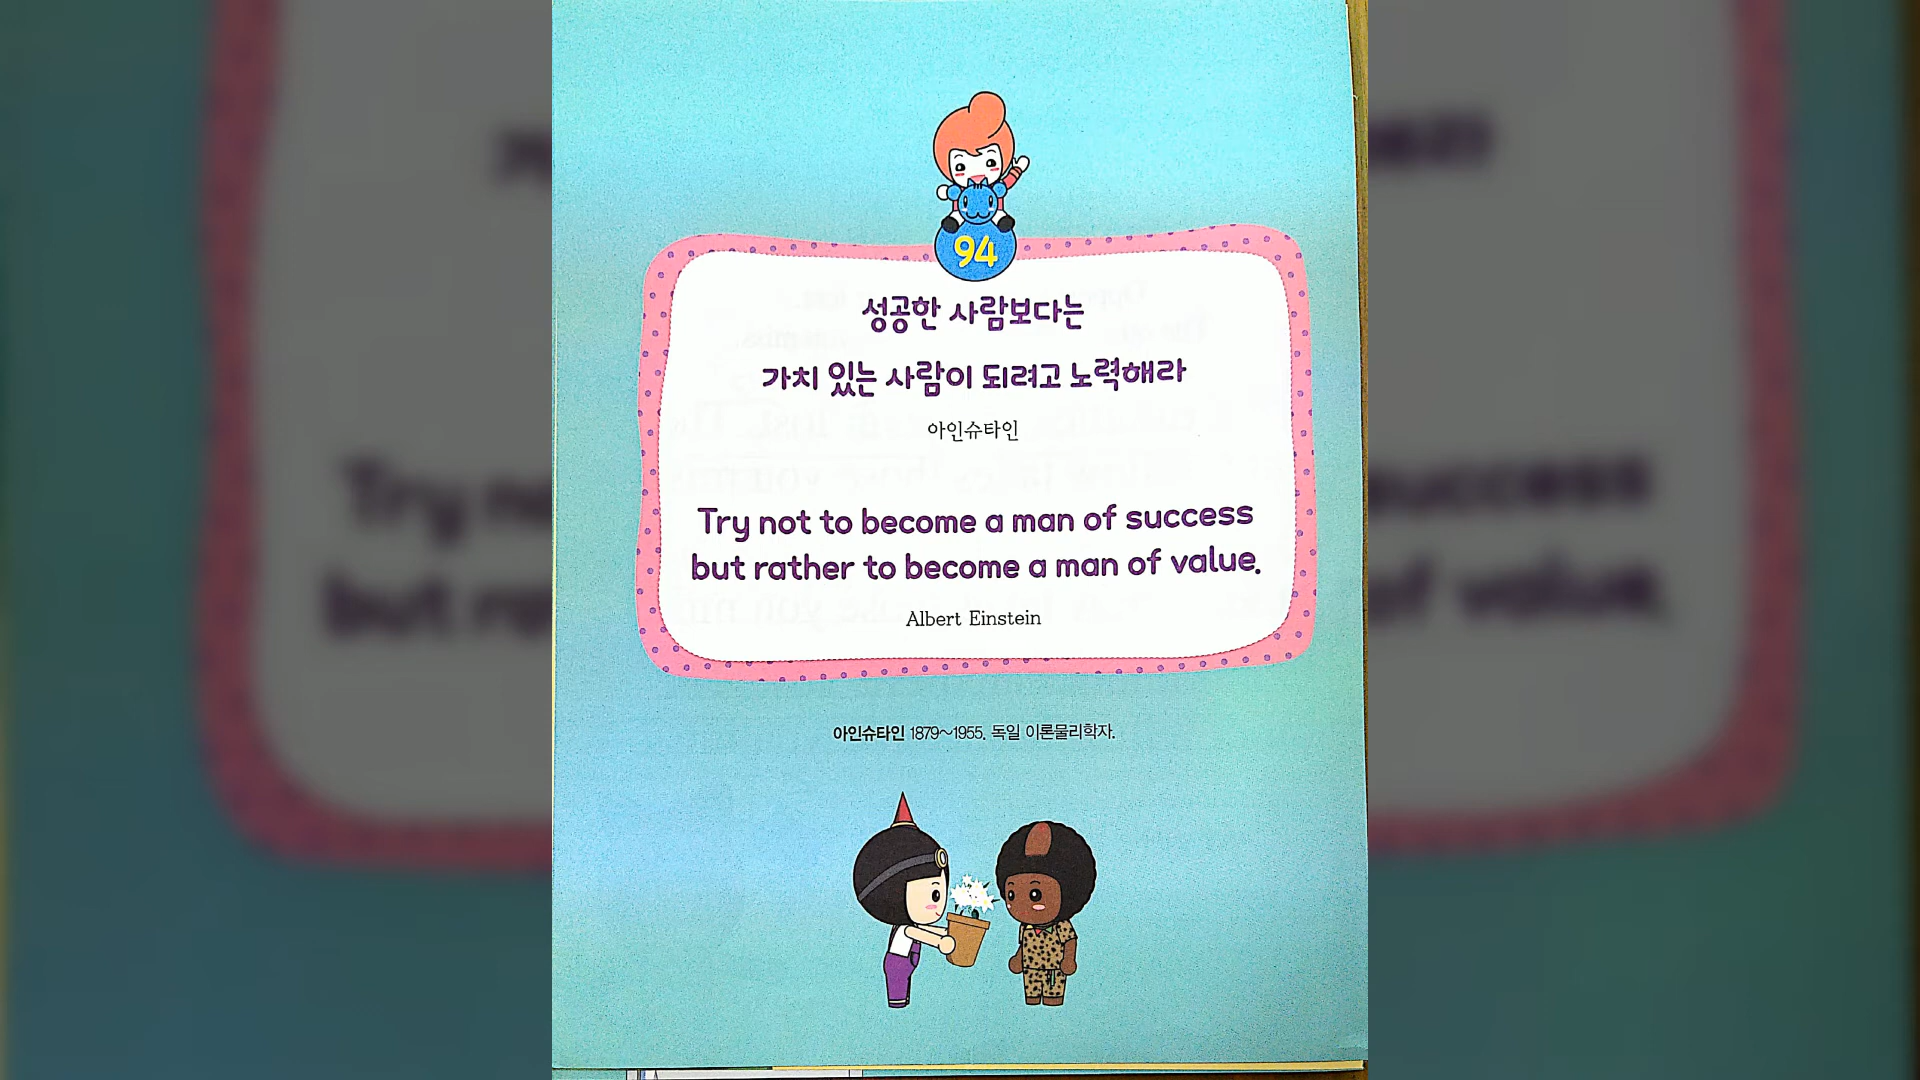 94
성공한 사람보다는
가치 있는 사람이 되려고 노력해라
아인슈타인
Try not to become a man of success
but rather to become a man of value.
Albert Einstein
아인슈타인 1879~1955. 독일 이론물리학자.